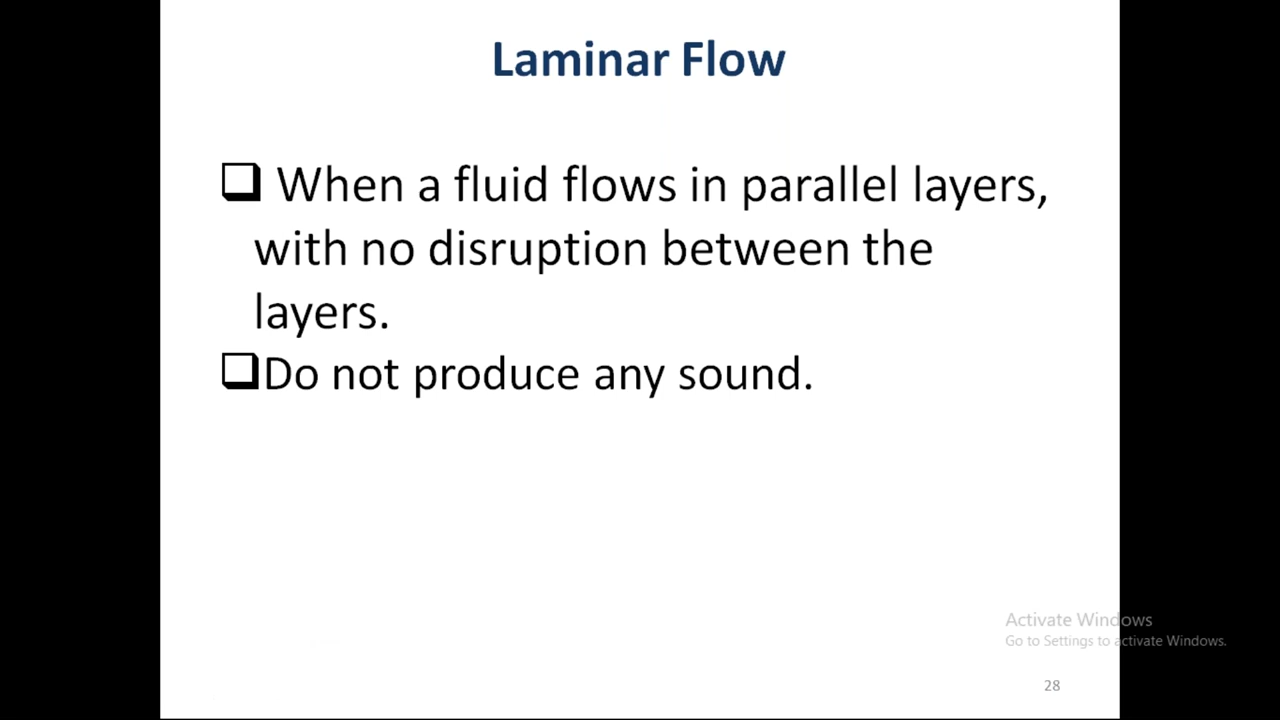 Laminar Flow
❑ When a fluid flows in parallel layers,
with no disruption between the
layers.
❑Do not produce any sound.
Activate Windows
Go to Settings to activate Windows.
28